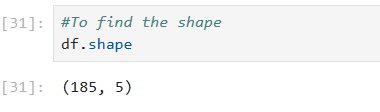 [31]: #To find the shape
df.shape
[31]: (185, 5)